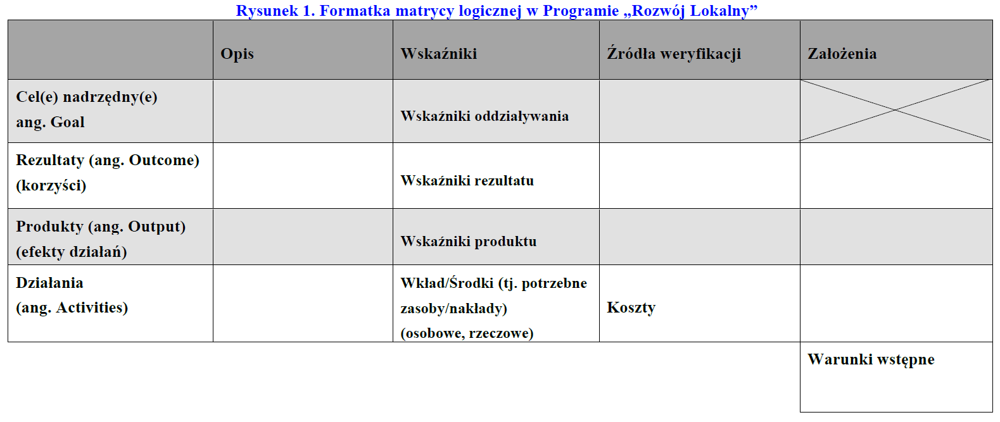 Rysunek 1. Formatka matrycy logicznej w Programie „Rozwój Lokalny”
Opis
Wskaźniki
Źródła weryfikacji
Założenia
Cel(e) nadrzędny(e)
ang. Goal
Wskaźniki oddziaływania
Rezultaty (ang. Outcome)
(korzyści)
Wskaźniki rezultatu
Produkty (ang. Output)
(efekty działań)
Wskaźniki produktu
Działania
(ang. Activities)
Wkład/Środki (tj. potrzebne
zasoby/nakłady)
(osobowe, rzeczowe)
Koszty
Warunki wstępne